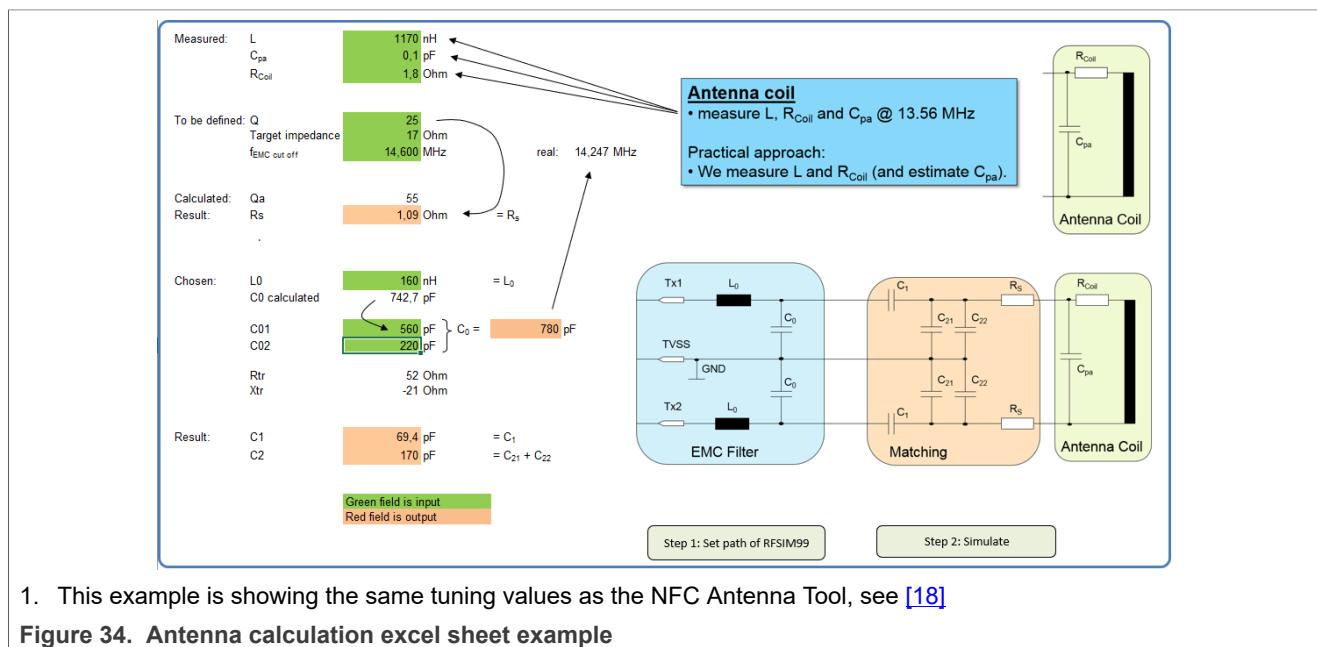 Measured: L 1170 nH
Cpa 0,1 pF
RCoil 1,8 Ohm
To be defined: Q 25
Target impedance 17 Ohm
fEMC cut off 14,600 MHz real: 14,247 MHz
Calculated: Qa 55
Result: Rs 1,09 Ohm = Rs
.
Chosen: L0 160 nH = L0
C0 calculated 742,7 pF
C01 560 pF } C0 = 780 pF
C02 220 pF
Rtr 52 Ohm
Xtr -21 Ohm
Result: C1 69,4 pF = C1
C2 170 pF = C21 + C22
Green field is input
Red field is output
Antenna coil
• measure L, RCoil and Cpa @ 13.56 MHz
Practical approach:
• We measure L and RCoil (and estimate Cpa).
RCoil
Cpa
Antenna Coil
Tx1 L0 C1 RS RCoil
C0 C21 C22
TVSS
GND
Cpa
C0 C21 C22
Tx2 L0 C1 RS
EMC Filter Matching Antenna Coil
Step 1: Set path of RFSIM99 Step 2: Simulate
1. This example is showing the same tuning values as the NFC Antenna Tool, see [18]
Figure 34. Antenna calculation excel sheet example